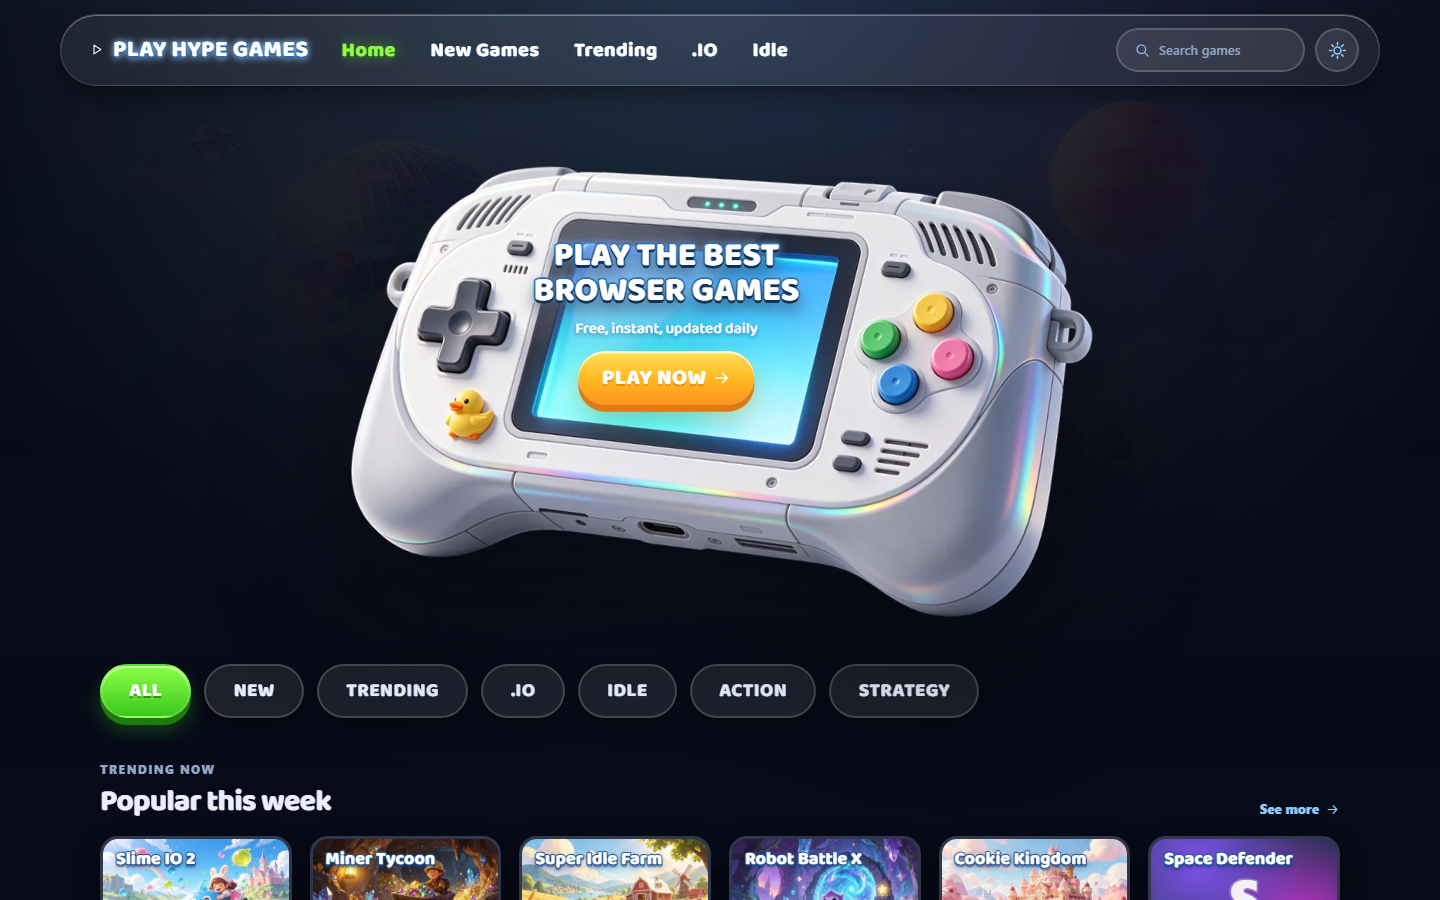 PLAY HYPE GAMES
Home
New Games
Trending
.IO
Idle
Search games
PLAY THE BEST
BROWSER GAMES
Free, instant, updated daily
PLAY NOW →
ALL
NEW
TRENDING
.IO
IDLE
ACTION
STRATEGY
TRENDING NOW
Popular this week
See more →
Slime IO 2
Miner Tycoon
Super Idle Farm
Robot Battle X
Cookie Kingdom
Space Defender
S